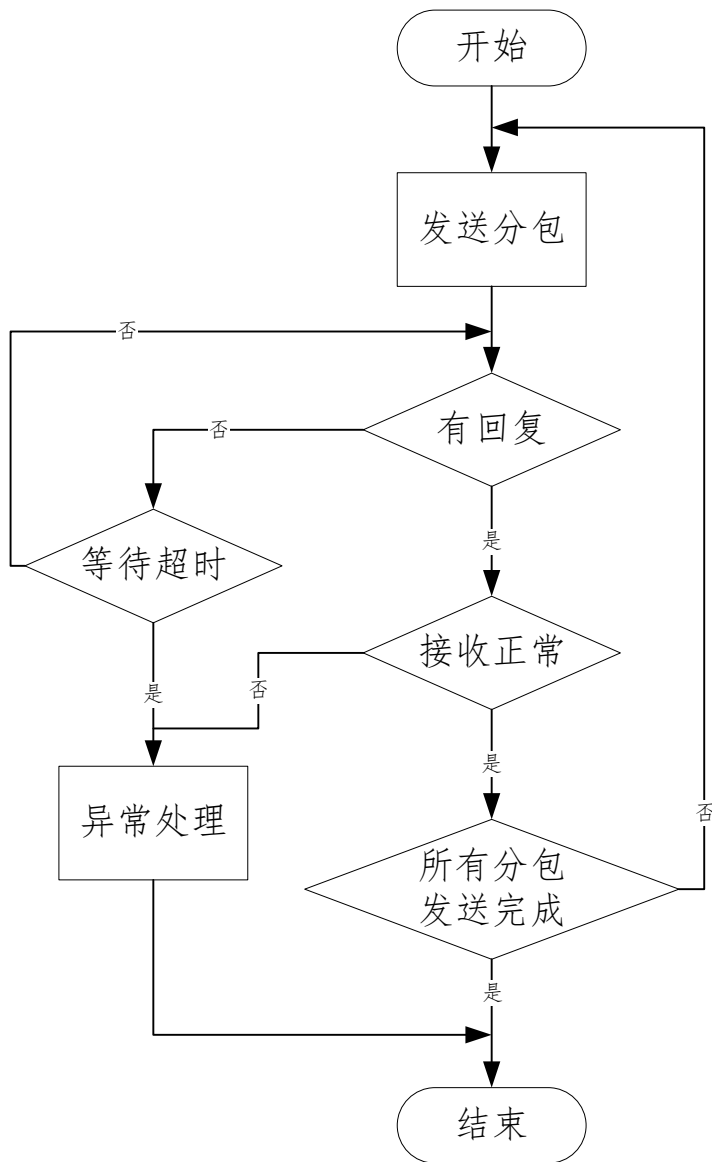 开始
发送分包
否
有回复
否
等待超时
是
接收正常
是
否
异常处理
是
否
所有分包
发送完成
是
结束